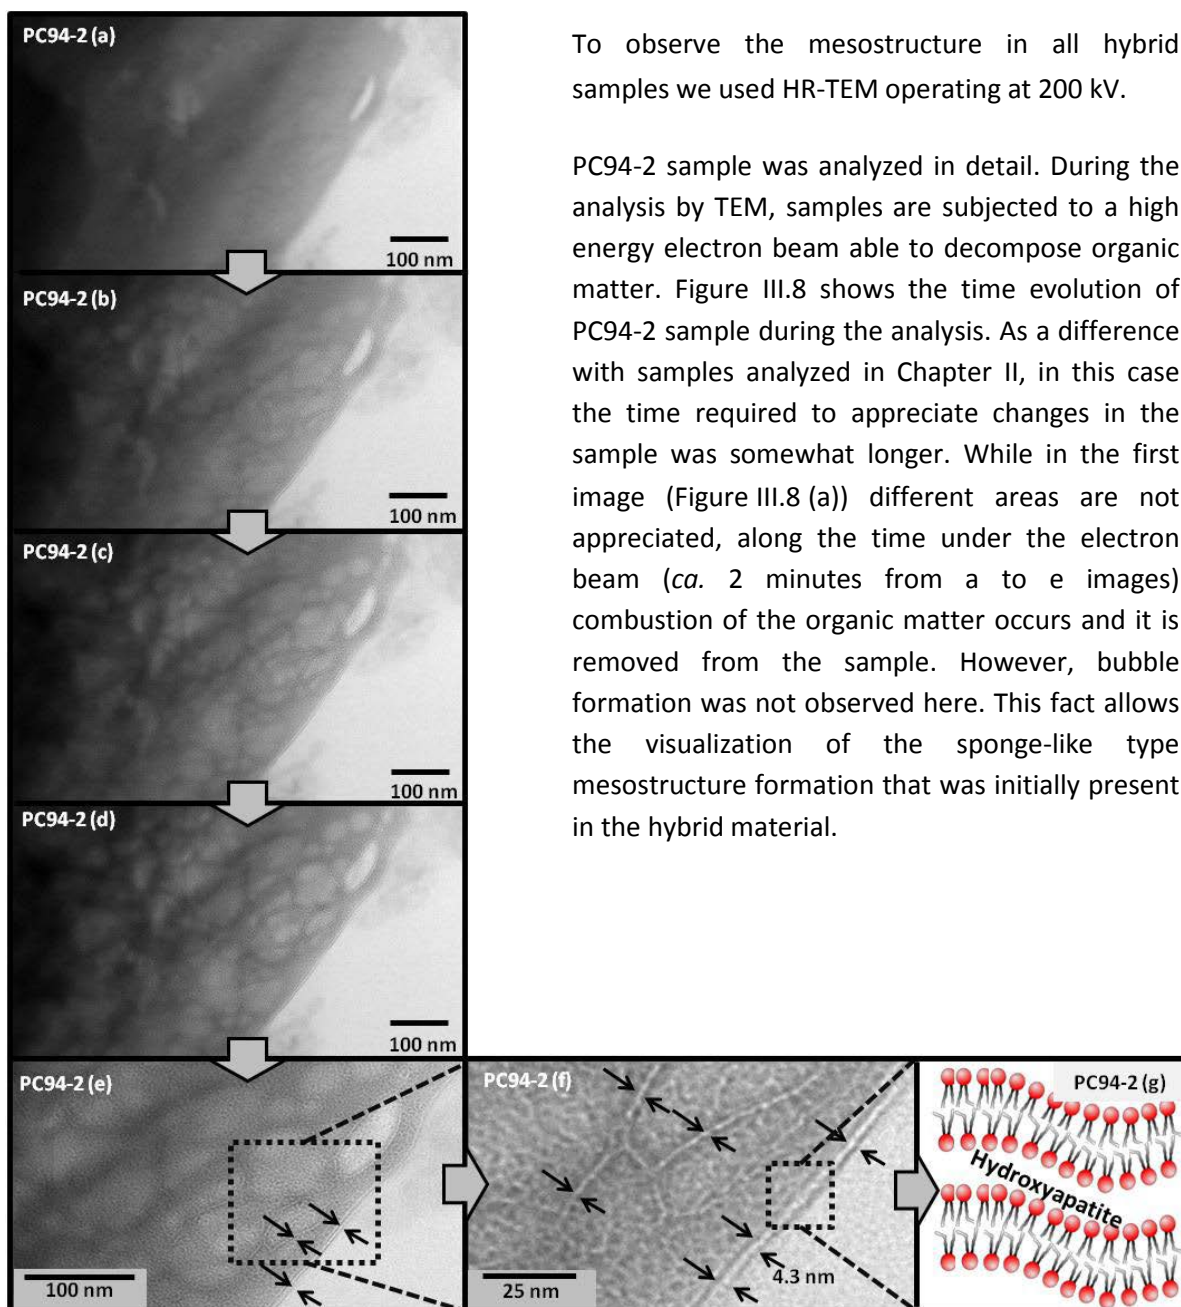 PC94-2 (a)
100 nm
PC94-2 (b)
100 nm
PC94-2 (c)
100 nm
PC94-2 (d)
100 nm
PC94-2 (e)
100 nm
PC94-2 (f)
4.3 nm
25 nm
PC94-2 (g)
Hydroxyapatite
To observe the mesostructure in all hybrid
samples we used HR-TEM operating at 200 kV.
PC94-2 sample was analyzed in detail. During the
analysis by TEM, samples are subjected to a high
energy electron beam able to decompose organic
matter. Figure III.8 shows the time evolution of
PC94-2 sample during the analysis. As a difference
with samples analyzed in Chapter II, in this case
the time required to appreciate changes in the
sample was somewhat longer. While in the first
image (Figure III.8 (a)) different areas are not
appreciated, along the time under the electron
beam (ca. 2 minutes from a to e images)
combustion of the organic matter occurs and it is
removed from the sample. However, bubble
formation was not observed here. This fact allows
the visualization of the sponge-like type
mesostructure formation that was initially present
in the hybrid material.